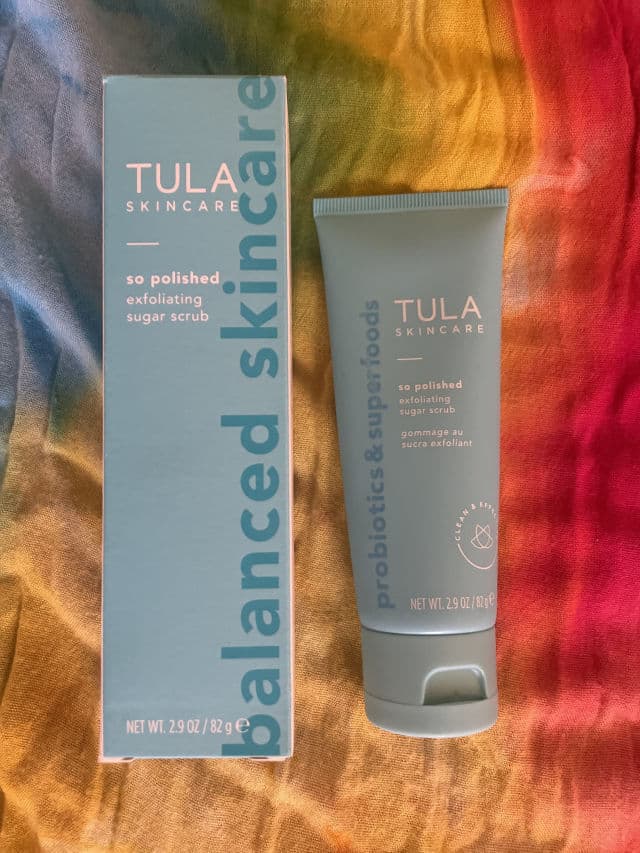 TULA
SKINCARE
so polished
exfoliating
sugar scrub
balanced skincare
NET WT. 2.9 OZ / 82 g ℮
TULA
SKINCARE
so polished
exfoliating
sugar scrub
gommage au
sucre exfoliant
probiotics & superfoods
CLEAN &
NET WT. 2.9 OZ / 82 g ℮